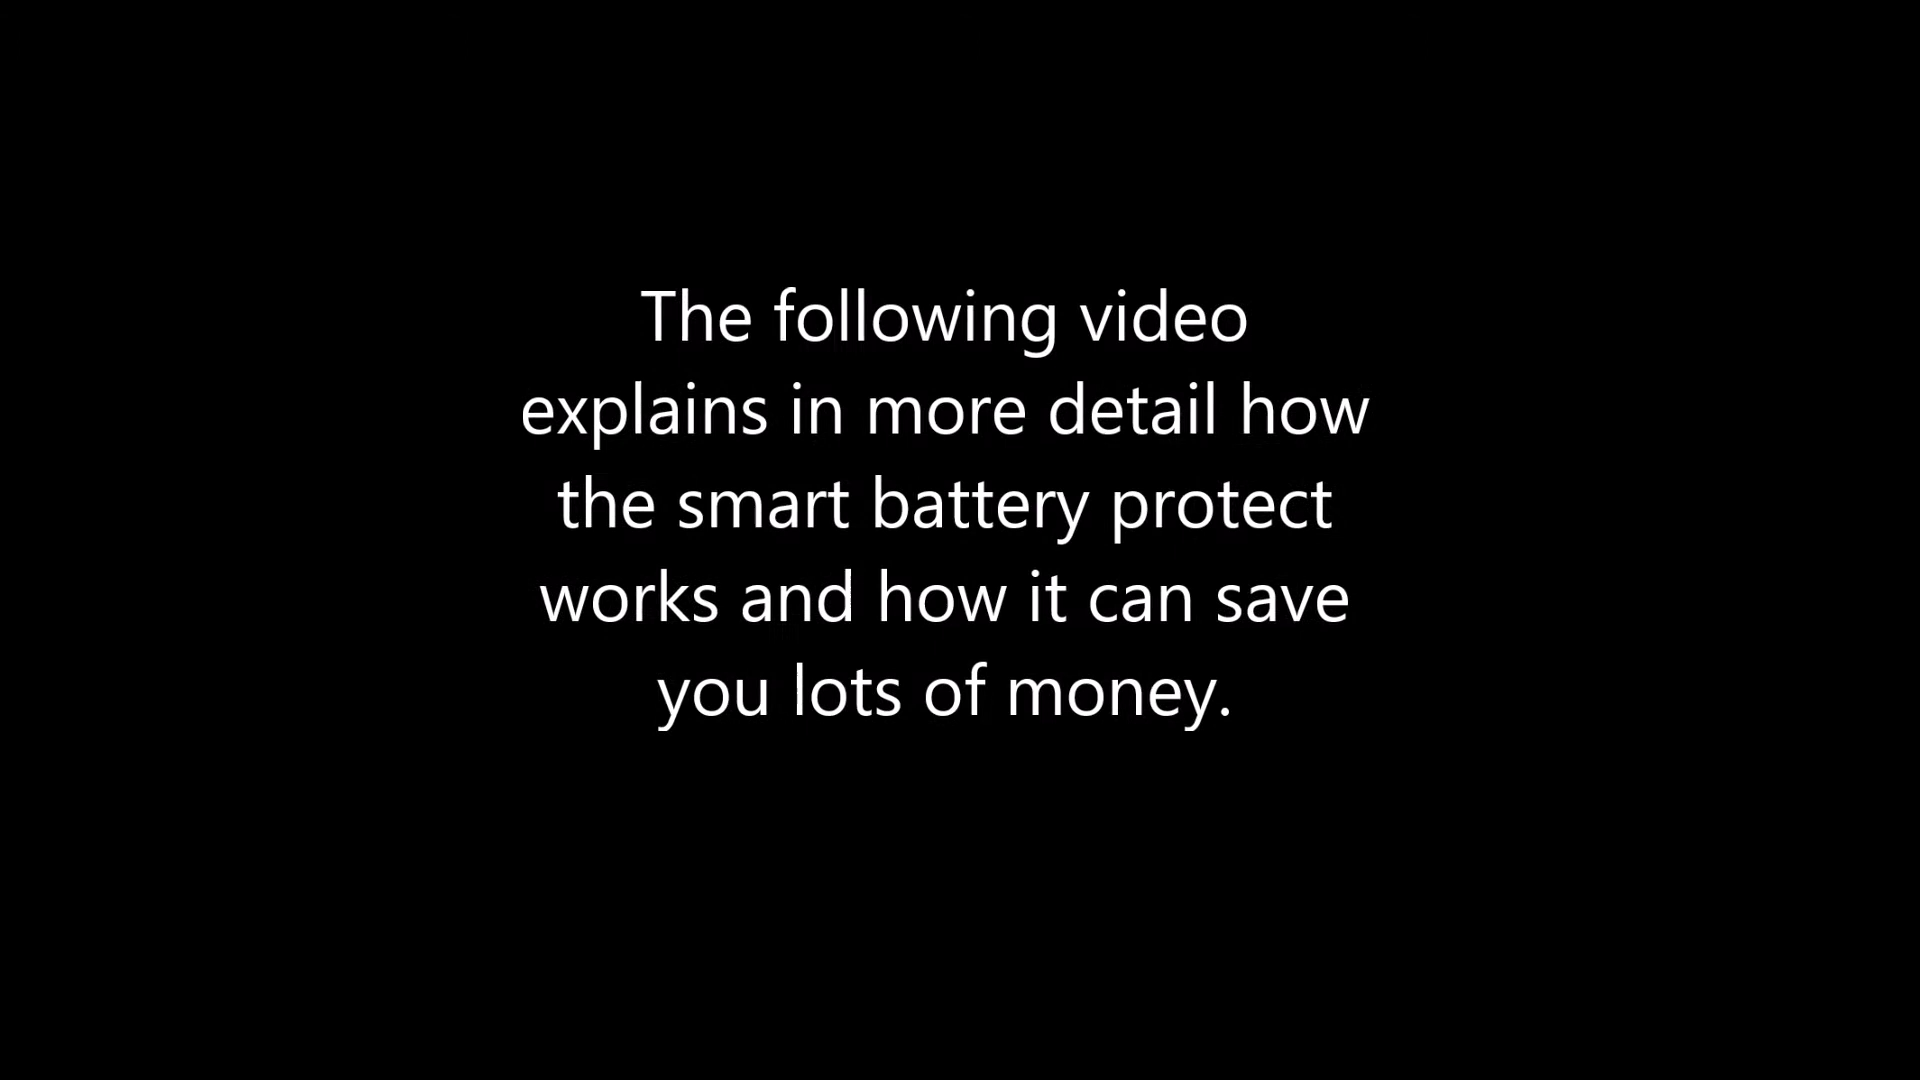 The following video
explains in more detail how
the smart battery protect
works and how it can save
you lots of money.